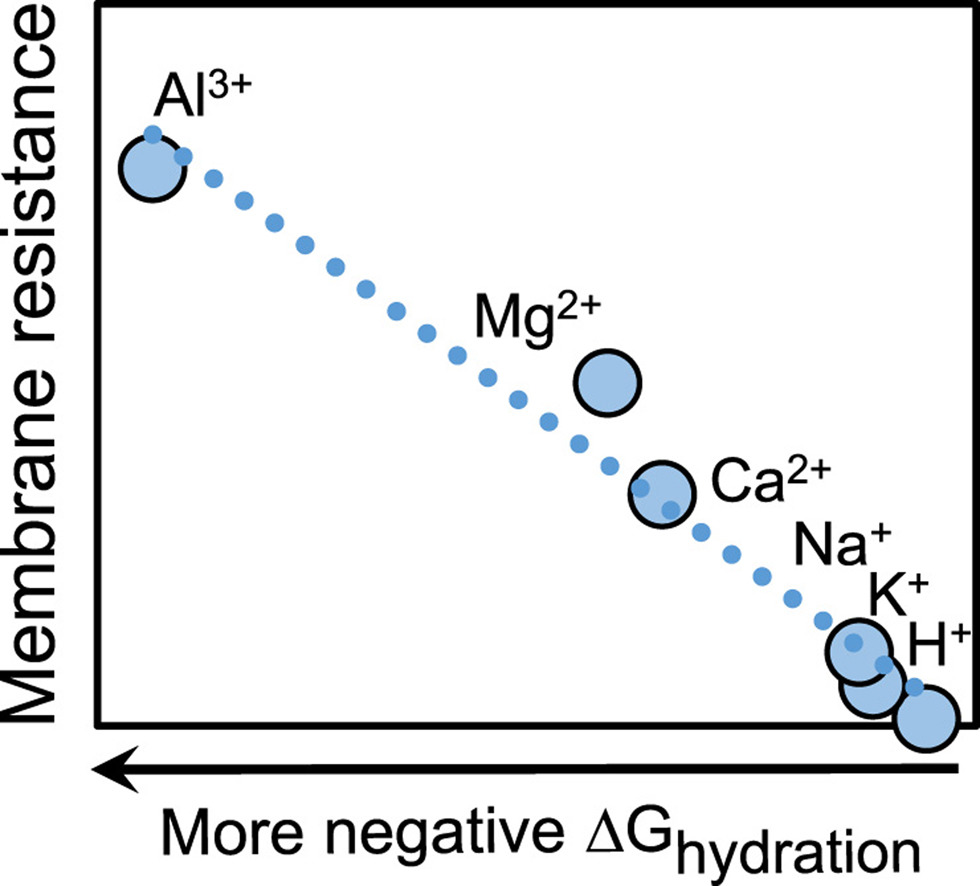 Membrane resistance
Al³⁺
Mg²⁺
Ca²⁺
Na⁺
K⁺
H⁺
More negative ΔGhydration